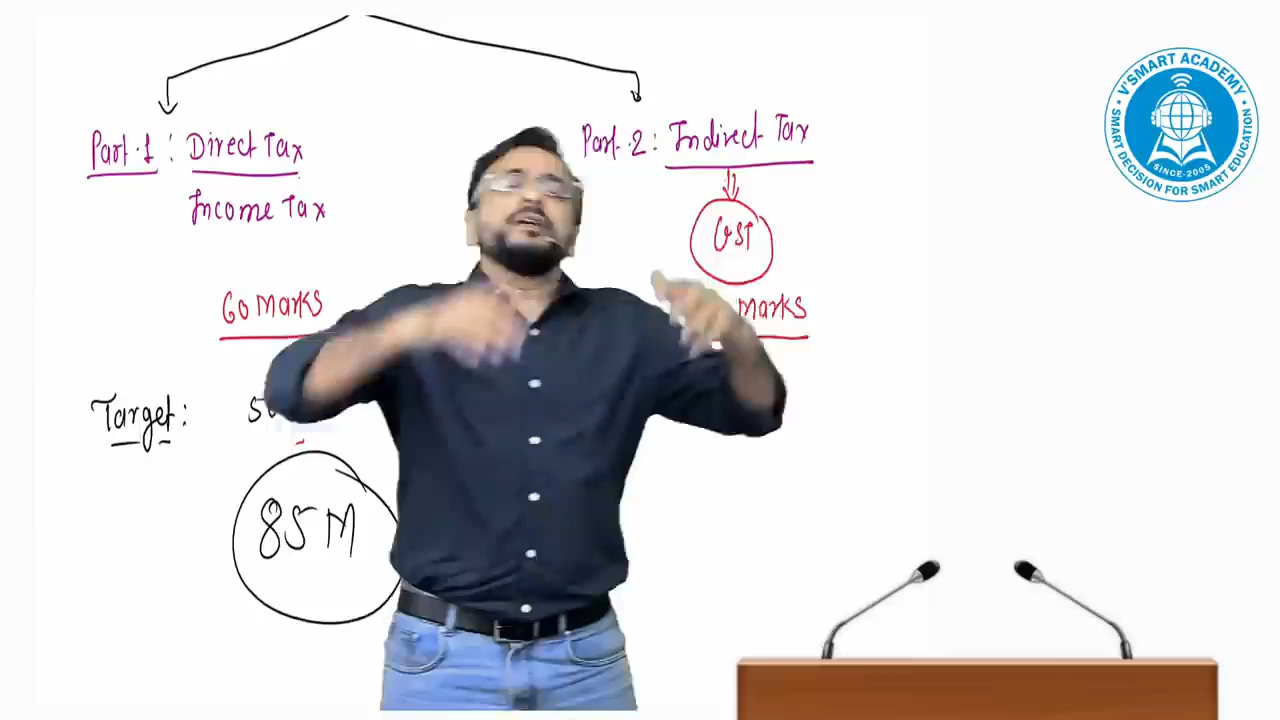 Part.1 : Direct Tax
Income Tax
60 Marks
Part.2 : Indirect Tax
GST
Marks
Target:
85 M
V'SMART ACADEMY
SINCE-2005
SMART DECISION FOR SMART EDUCATION